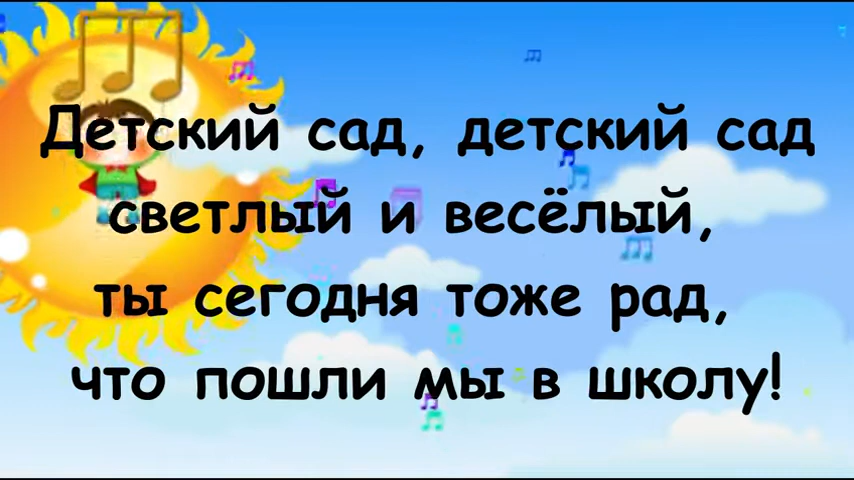 Детский сад, детский сад
светлый и весёлый,
ты сегодня тоже рад,
что пошли мы в школу!